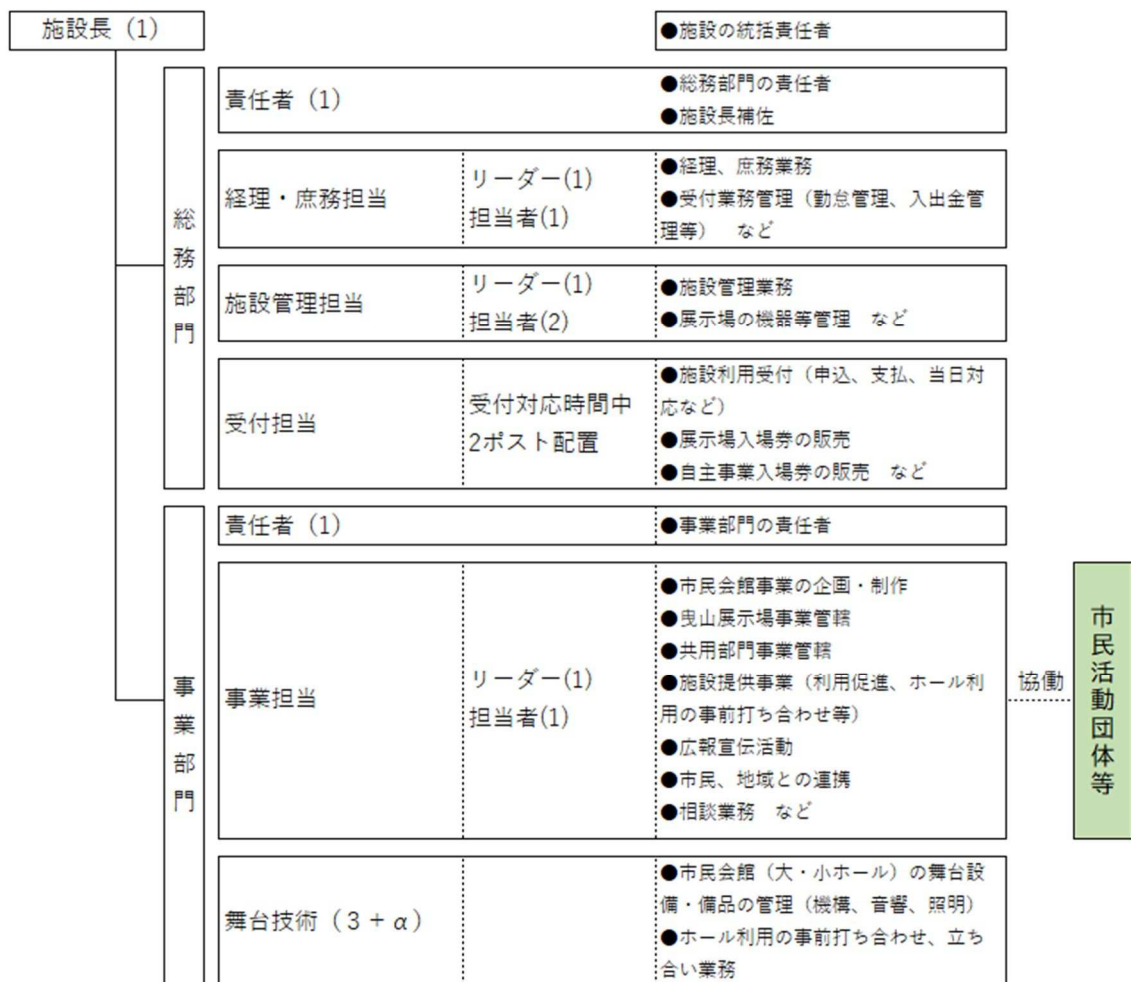 施設長（1）
●施設の統括責任者
総務部門
責任者（1）
●総務部門の責任者
●施設長補佐
経理・庶務担当
リーダー(1)
担当者(1)
●経理、庶務業務
●受付業務管理（勤怠管理、入出金管
理等）　など
施設管理担当
リーダー(1)
担当者(2)
●施設管理業務
●展示場の機器等管理　など
受付担当
受付対応時間中
2ポスト配置
●施設利用受付（申込、支払、当日対
応など）
●展示場入場券の販売
●自主事業入場券の販売　など
事業部門
責任者（1）
●事業部門の責任者
事業担当
リーダー(1)
担当者(1)
●市民会館事業の企画・制作
●曳山展示場事業管轄
●共用部門事業管轄
●施設提供事業（利用促進、ホール利
用の事前打ち合わせ等）
●広報宣伝活動
●市民、地域との連携
●相談業務　など
協働
市民活動団体等
舞台技術（３＋α）
●市民会館（大・小ホール）の舞台設
備・備品の管理（機構、音響、照明）
●ホール利用の事前打ち合わせ、立ち
合い業務